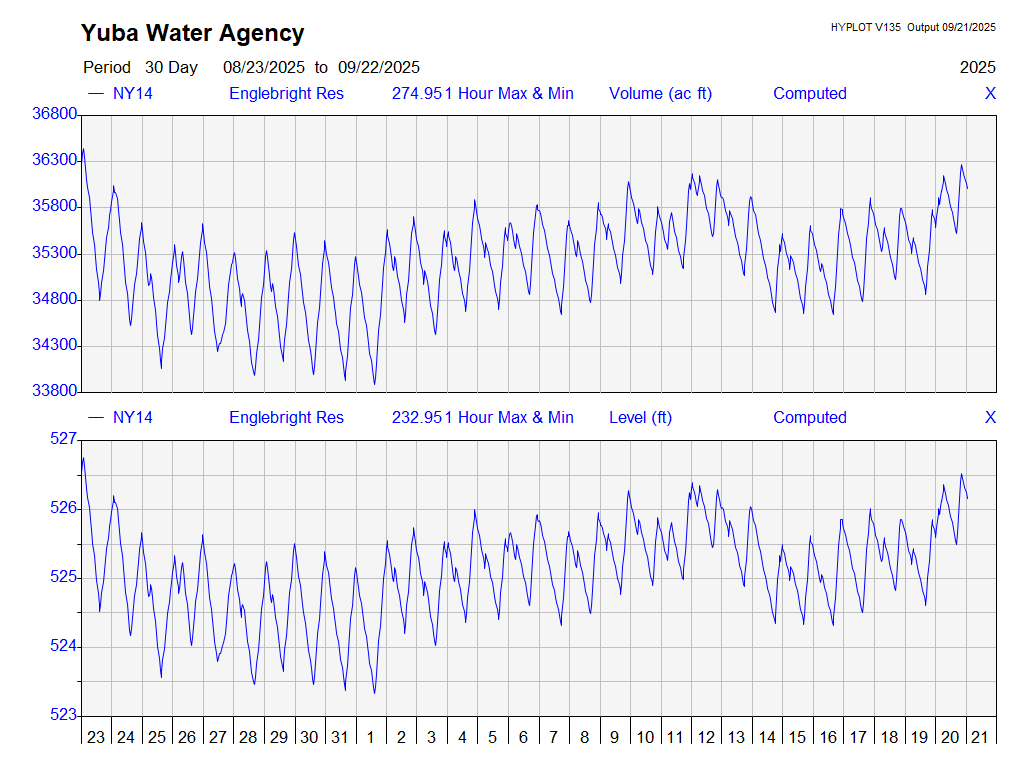 Yuba Water Agency
HYPLOT V135 Output 09/21/2025
Period 30 Day 08/23/2025 to 09/22/2025
2025
NY14 Englebright Res 274.951 Hour Max & Min Volume (ac ft) Computed X
36800
36300
35800
35300
34800
34300
33800
NY14 Englebright Res 232.951 Hour Max & Min Level (ft) Computed X
527
526
525
524
523
23 24 25 26 27 28 29 30 31 1 2 3 4 5 6 7 8 9 10 11 12 13 14 15 16 17 18 19 20 21